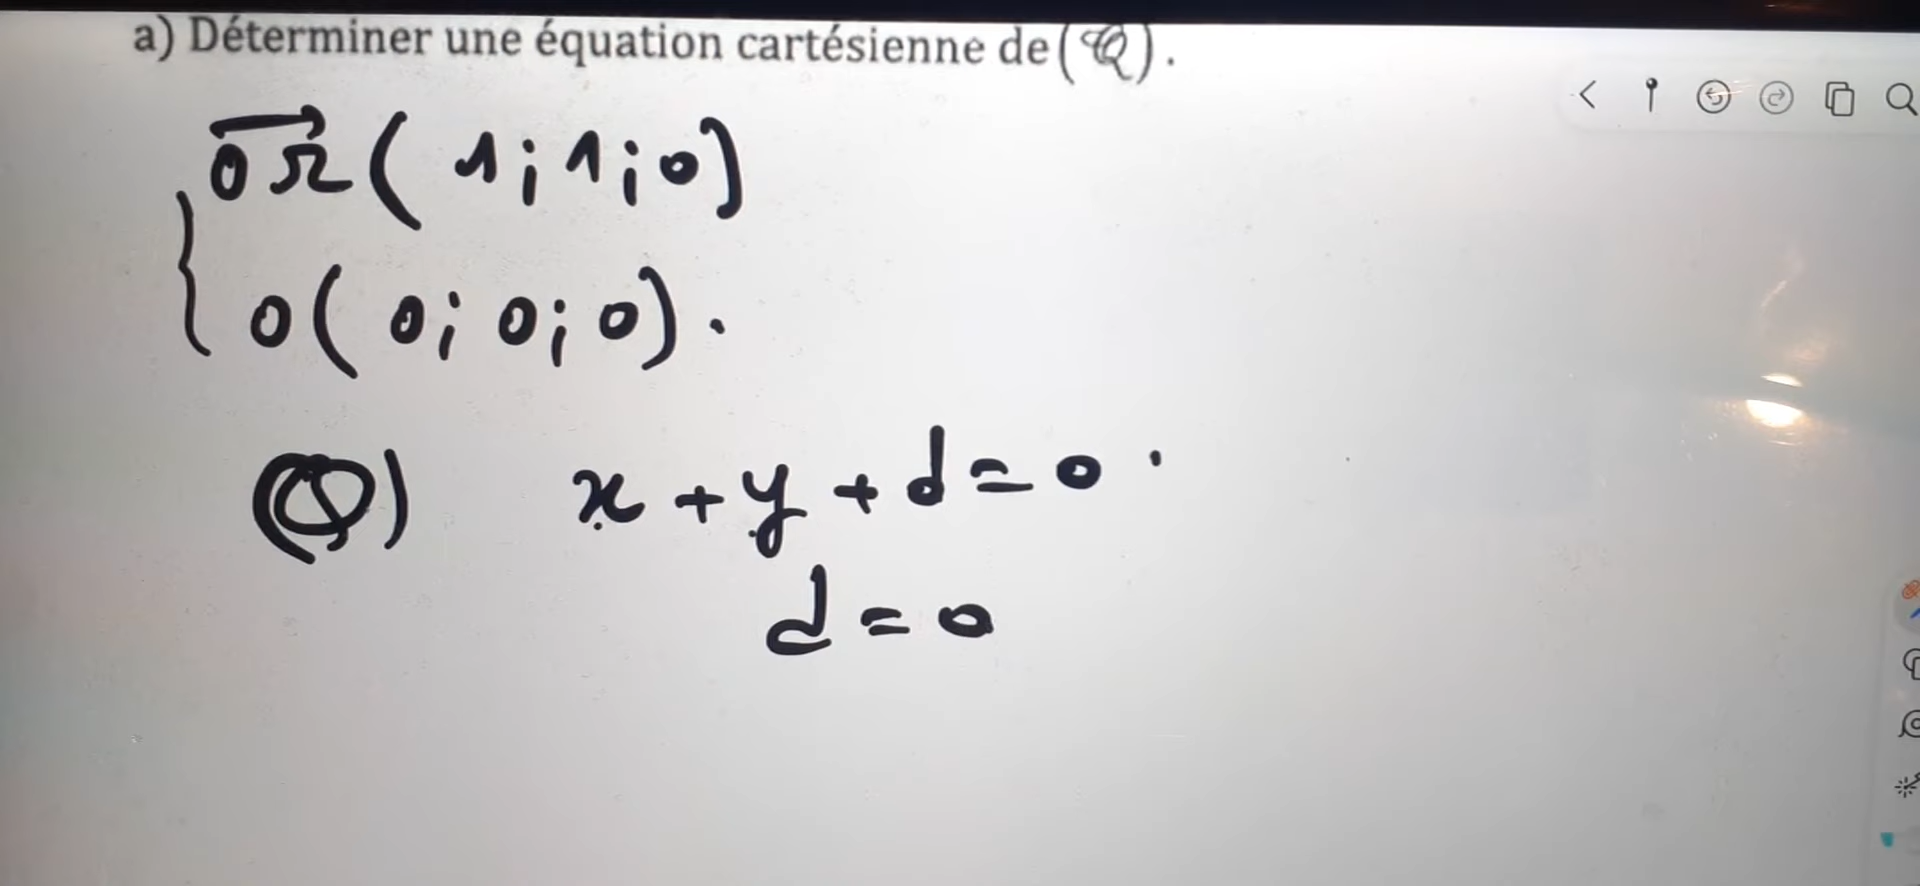 a) Déterminer une équation cartésienne de (Q).
OΩ ( 1 ; 1 ; 0 )
O( 0 ; 0 ; 0 ).
(Q) x + y + d = 0.
d = 0